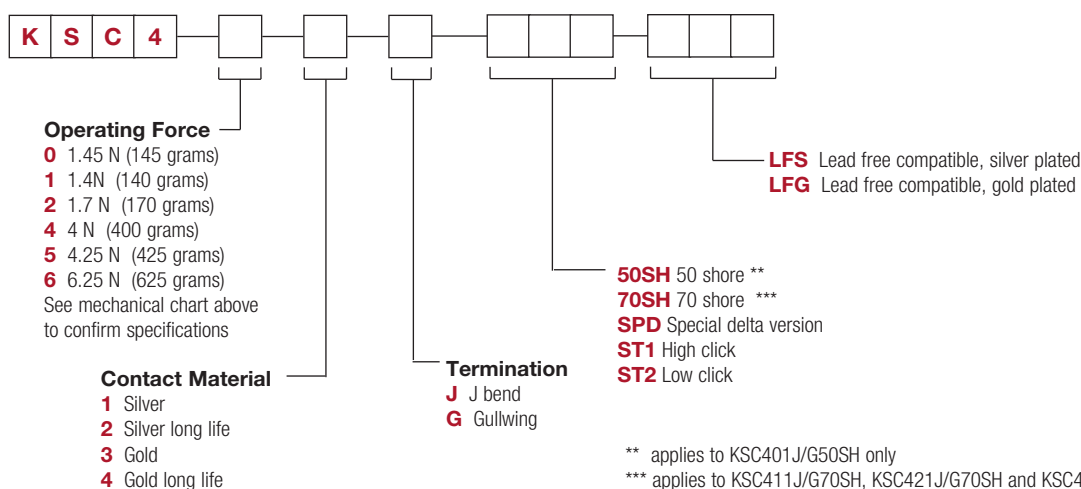 K S C 4
Operating Force
0 1.45 N (145 grams)
1 1.4N (140 grams)
2 1.7 N (170 grams)
4 4 N (400 grams)
5 4.25 N (425 grams)
6 6.25 N (625 grams)
See mechanical chart above
to confirm specifications
Contact Material
1 Silver
2 Silver long life
3 Gold
4 Gold long life
Termination
J J bend
G Gullwing
50SH 50 shore **
70SH 70 shore ***
SPD Special delta version
ST1 High click
ST2 Low click
LFS Lead free compatible, silver plated
LFG Lead free compatible, gold plated
** applies to KSC401J/G50SH only
*** applies to KSC411J/G70SH, KSC421J/G70SH and KSC4